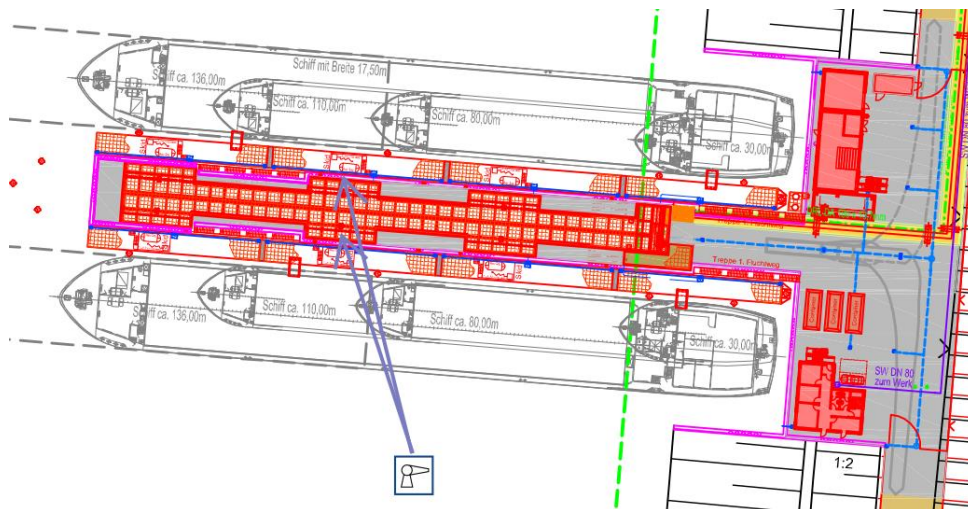 Schiff mit Breite 17,50m
Schiff ca. 136,00m
Schiff ca. 110,00m
Schiff ca. 80,00m
Schiff ca. 30,00m
Treppe 1. Fluchtweg
Schiff ca. 136,00m
Schiff ca. 110,00m
Schiff ca. 80,00m
Schiff ca. 30,00m
SW DN 80
zum Werk
1:2